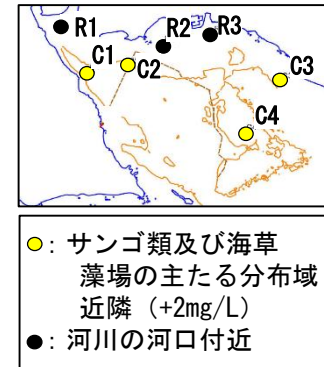 R1 R2 R3
C1 C2 C3
C4
○: サンゴ類及び海草
藻場の主たる分布域
近隣 (+2mg/L)
●: 河川の河口付近